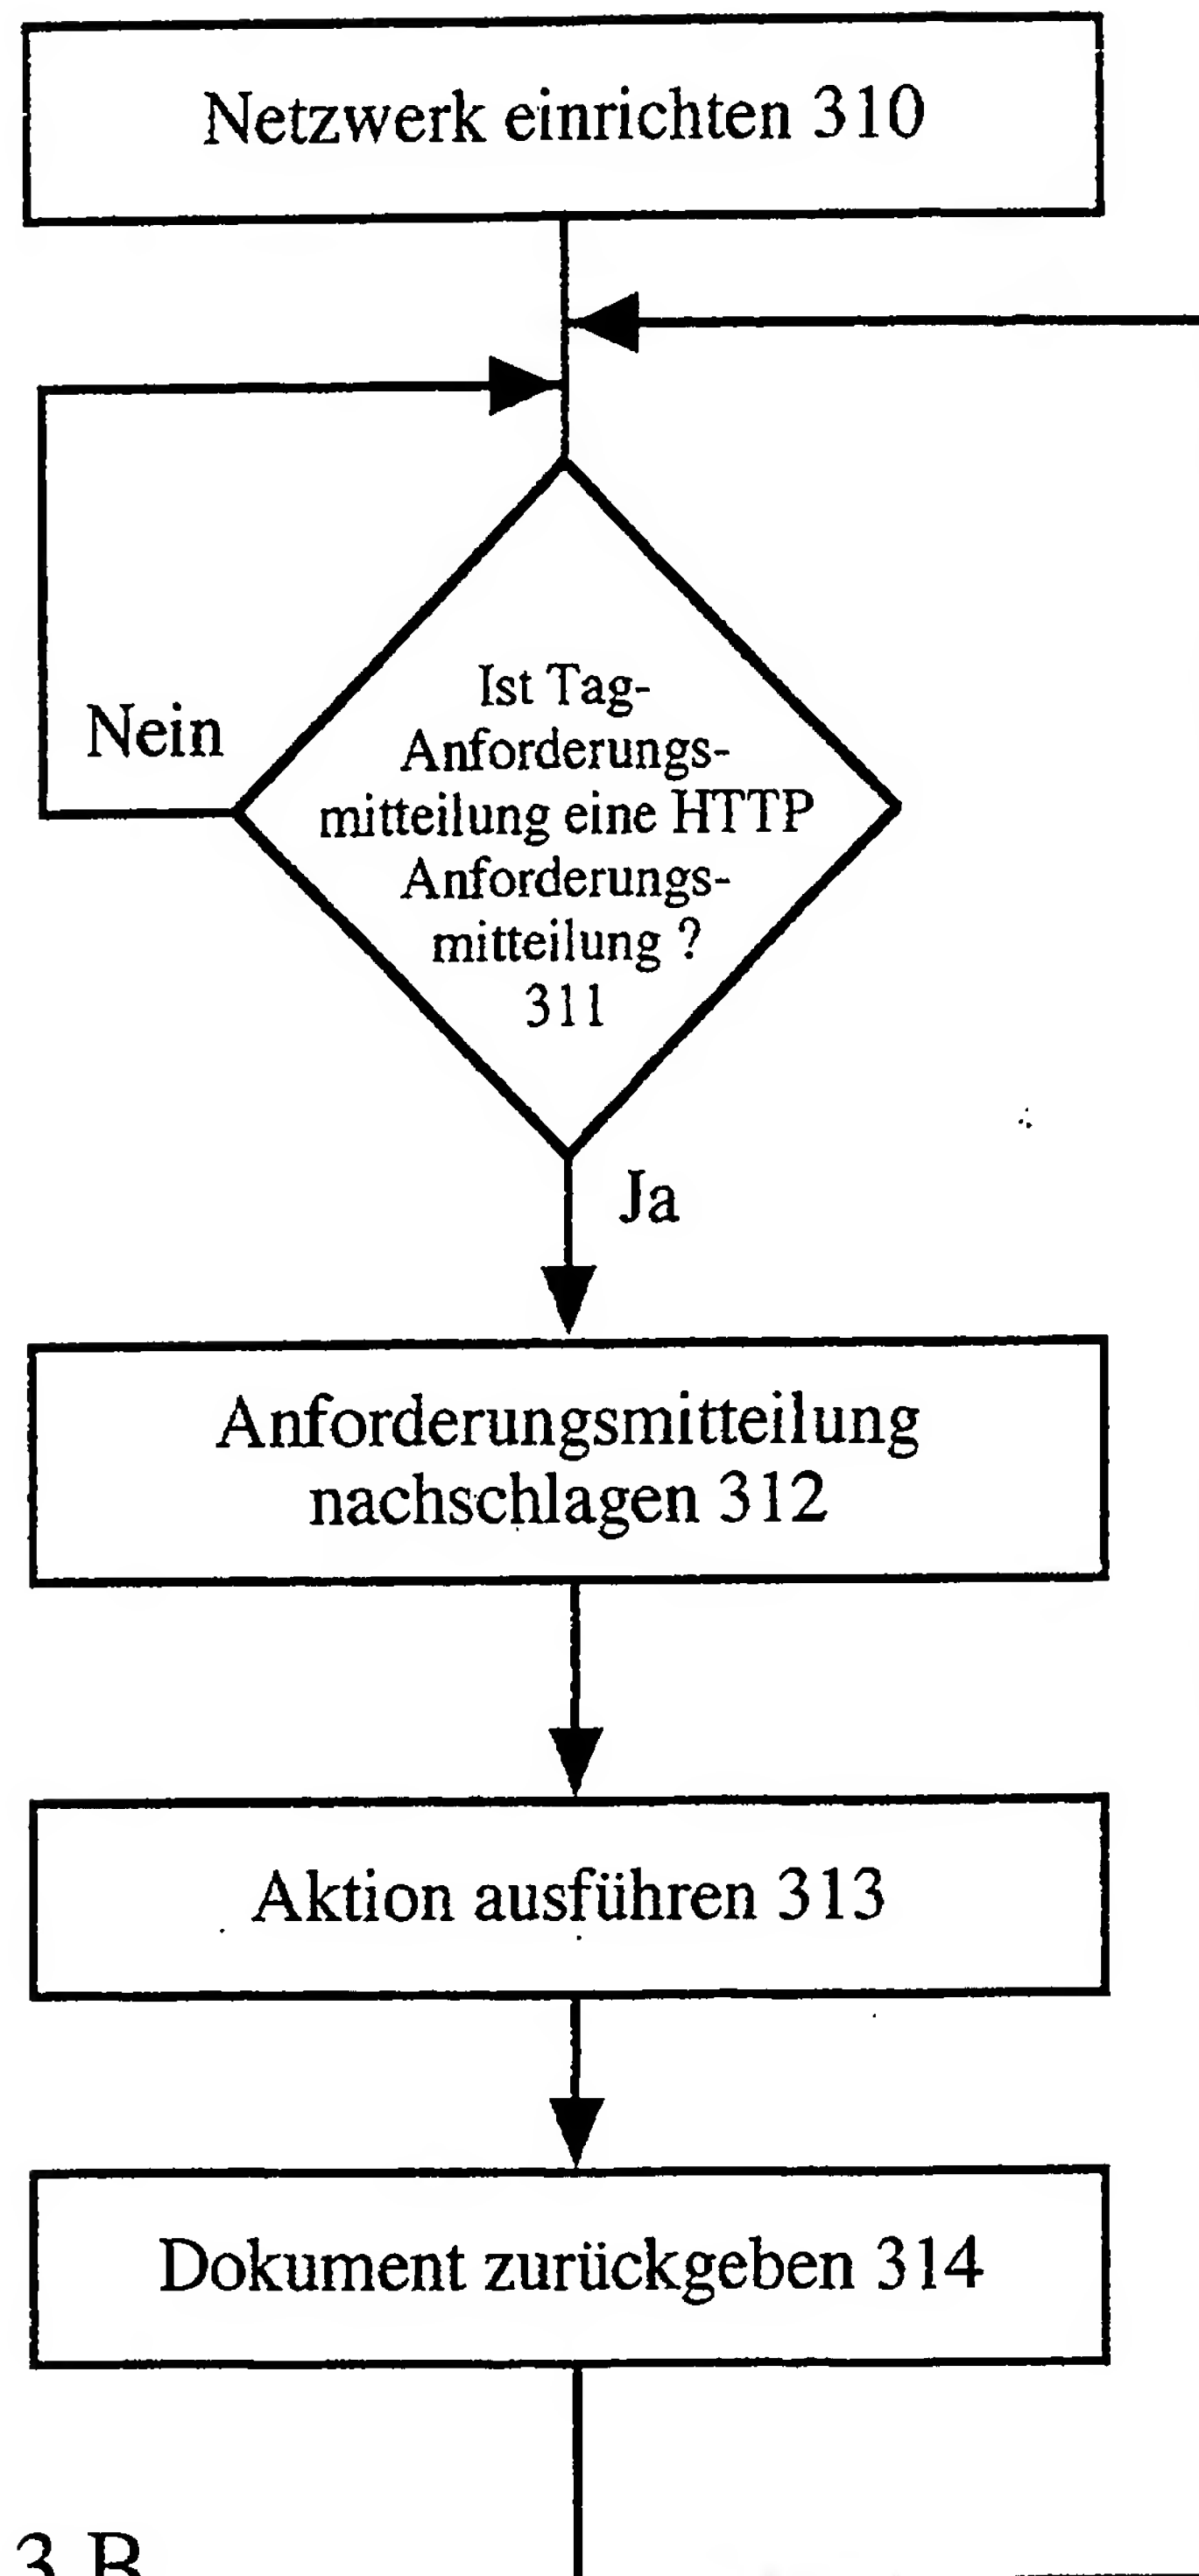 Netzwerk einrichten 310
Ist Tag-
Anforderungs-
mitteilung eine HTTP
Anforderungs-
mitteilung ?
311
Nein
Ja
Anforderungsmitteilung
nachschlagen 312
Aktion ausführen 313
Dokument zurückgeben 314
3 B